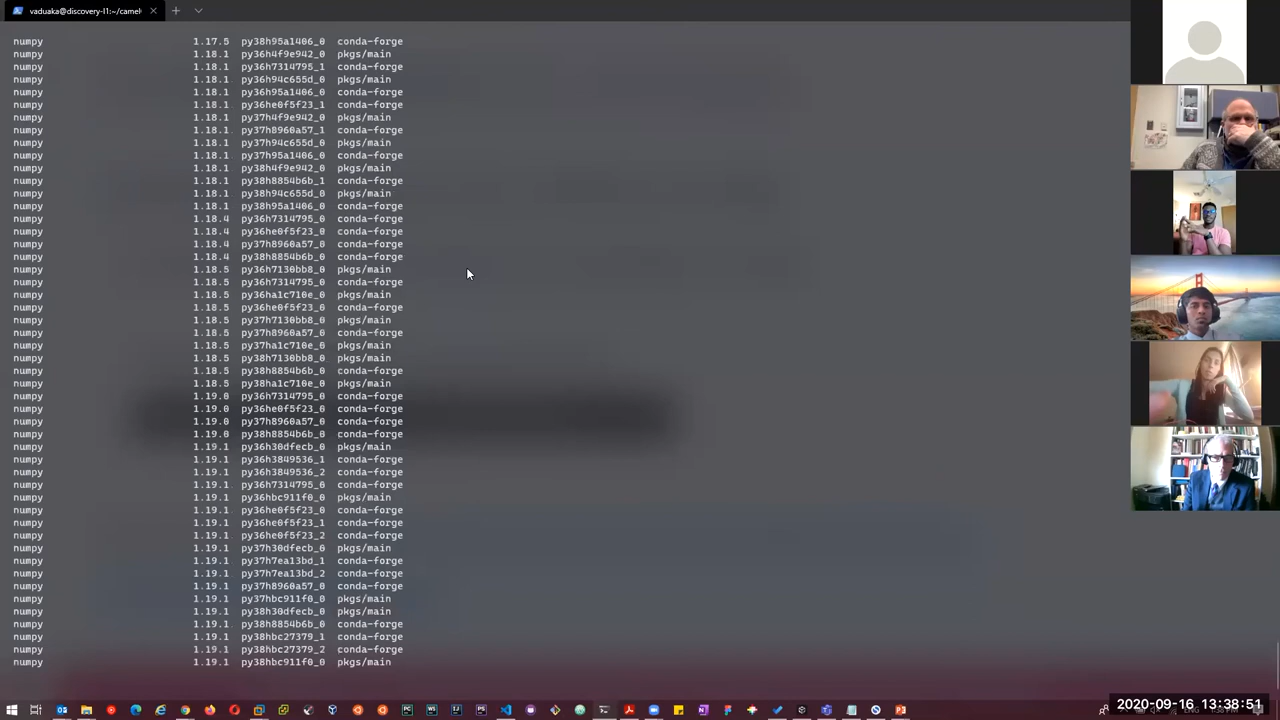 vaduaka@discovery-l1:~/camel
numpy 1.17.5 py38h95a1406_0 conda-forge
numpy 1.18.1 py36h4f9e942_0 pkgs/main
numpy 1.18.1 py36h7314795_1 conda-forge
numpy 1.18.1 py36h94c655d_0 pkgs/main
numpy 1.18.1 py36h95a1406_0 conda-forge
numpy 1.18.1 py36he0f5f23_1 conda-forge
numpy 1.18.1 py37h4f9e942_0 pkgs/main
numpy 1.18.1 py37h8960a57_1 conda-forge
numpy 1.18.1 py37h94c655d_0 pkgs/main
numpy 1.18.1 py37h95a1406_0 conda-forge
numpy 1.18.1 py38h4f9e942_0 pkgs/main
numpy 1.18.1 py38h8854b6b_1 conda-forge
numpy 1.18.1 py38h94c655d_0 pkgs/main
numpy 1.18.1 py38h95a1406_0 conda-forge
numpy 1.18.4 py36h7314795_0 conda-forge
numpy 1.18.4 py36he0f5f23_0 conda-forge
numpy 1.18.4 py37h8960a57_0 conda-forge
numpy 1.18.4 py38h8854b6b_0 conda-forge
numpy 1.18.5 py36h7130bb8_0 pkgs/main
numpy 1.18.5 py36h7314795_0 conda-forge
numpy 1.18.5 py36ha1c710e_0 pkgs/main
numpy 1.18.5 py36he0f5f23_0 conda-forge
numpy 1.18.5 py37h7130bb8_0 pkgs/main
numpy 1.18.5 py37h8960a57_0 conda-forge
numpy 1.18.5 py37ha1c710e_0 pkgs/main
numpy 1.18.5 py38h7130bb8_0 pkgs/main
numpy 1.18.5 py38h8854b6b_0 conda-forge
numpy 1.18.5 py38ha1c710e_0 pkgs/main
numpy 1.19.0 py36h7314795_0 conda-forge
numpy 1.19.0 py36he0f5f23_0 conda-forge
numpy 1.19.0 py37h8960a57_0 conda-forge
numpy 1.19.0 py38h8854b6b_0 conda-forge
numpy 1.19.1 py36h30dfecb_0 pkgs/main
numpy 1.19.1 py36h3849536_1 conda-forge
numpy 1.19.1 py36h3849536_2 conda-forge
numpy 1.19.1 py36h7314795_0 conda-forge
numpy 1.19.1 py36hbc911f0_0 pkgs/main
numpy 1.19.1 py36he0f5f23_0 conda-forge
numpy 1.19.1 py36he0f5f23_1 conda-forge
numpy 1.19.1 py36he0f5f23_2 conda-forge
numpy 1.19.1 py37h30dfecb_0 pkgs/main
numpy 1.19.1 py37h7ea13bd_1 conda-forge
numpy 1.19.1 py37h7ea13bd_2 conda-forge
numpy 1.19.1 py37h8960a57_0 conda-forge
numpy 1.19.1 py37hbc911f0_0 pkgs/main
numpy 1.19.1 py38h30dfecb_0 pkgs/main
numpy 1.19.1 py38h8854b6b_0 conda-forge
numpy 1.19.1 py38hbc27379_1 conda-forge
numpy 1.19.1 py38hbc27379_2 conda-forge
numpy 1.19.1 py38hbc911f0_0 pkgs/main
2020-09-16 13:38:51